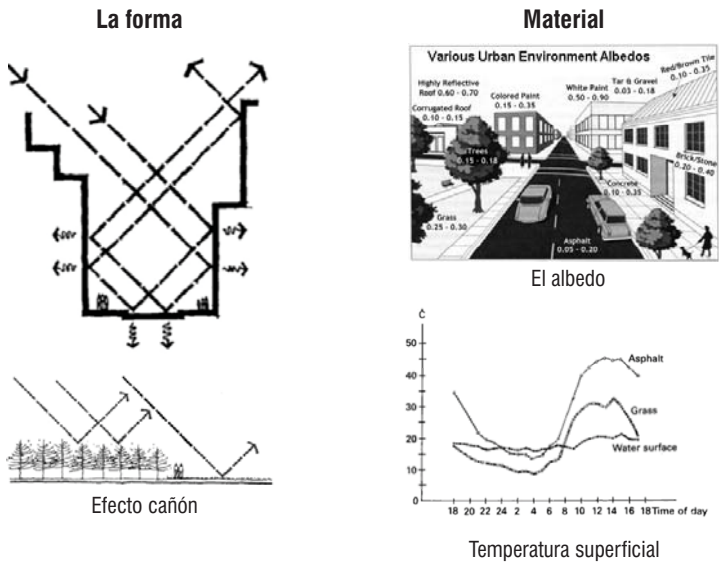 La forma
Efecto cañón
Material
Various Urban Environment Albedos
Highly Reflective
Roof 0.60 - 0.70
Colored Paint
0.15 - 0.35
White Paint
0.50 - 0.90
Tar & Gravel
0.03 - 0.18
Red/Brown Tile
0.10 - 0.35
Corrugated Roof
0.10 - 0.15
Trees
0.15 - 0.18
Brick/Stone
0.20 - 0.40
Concrete
0.10 - 0.35
Grass
0.25 - 0.30
Asphalt
0.05 - 0.20
El albedo
Č
50
40
30
20
10
0
Asphalt
Grass
Water surface
18 20 22 24 2 4 6 8 10 12 14 16 18 Time of day
Temperatura superficial